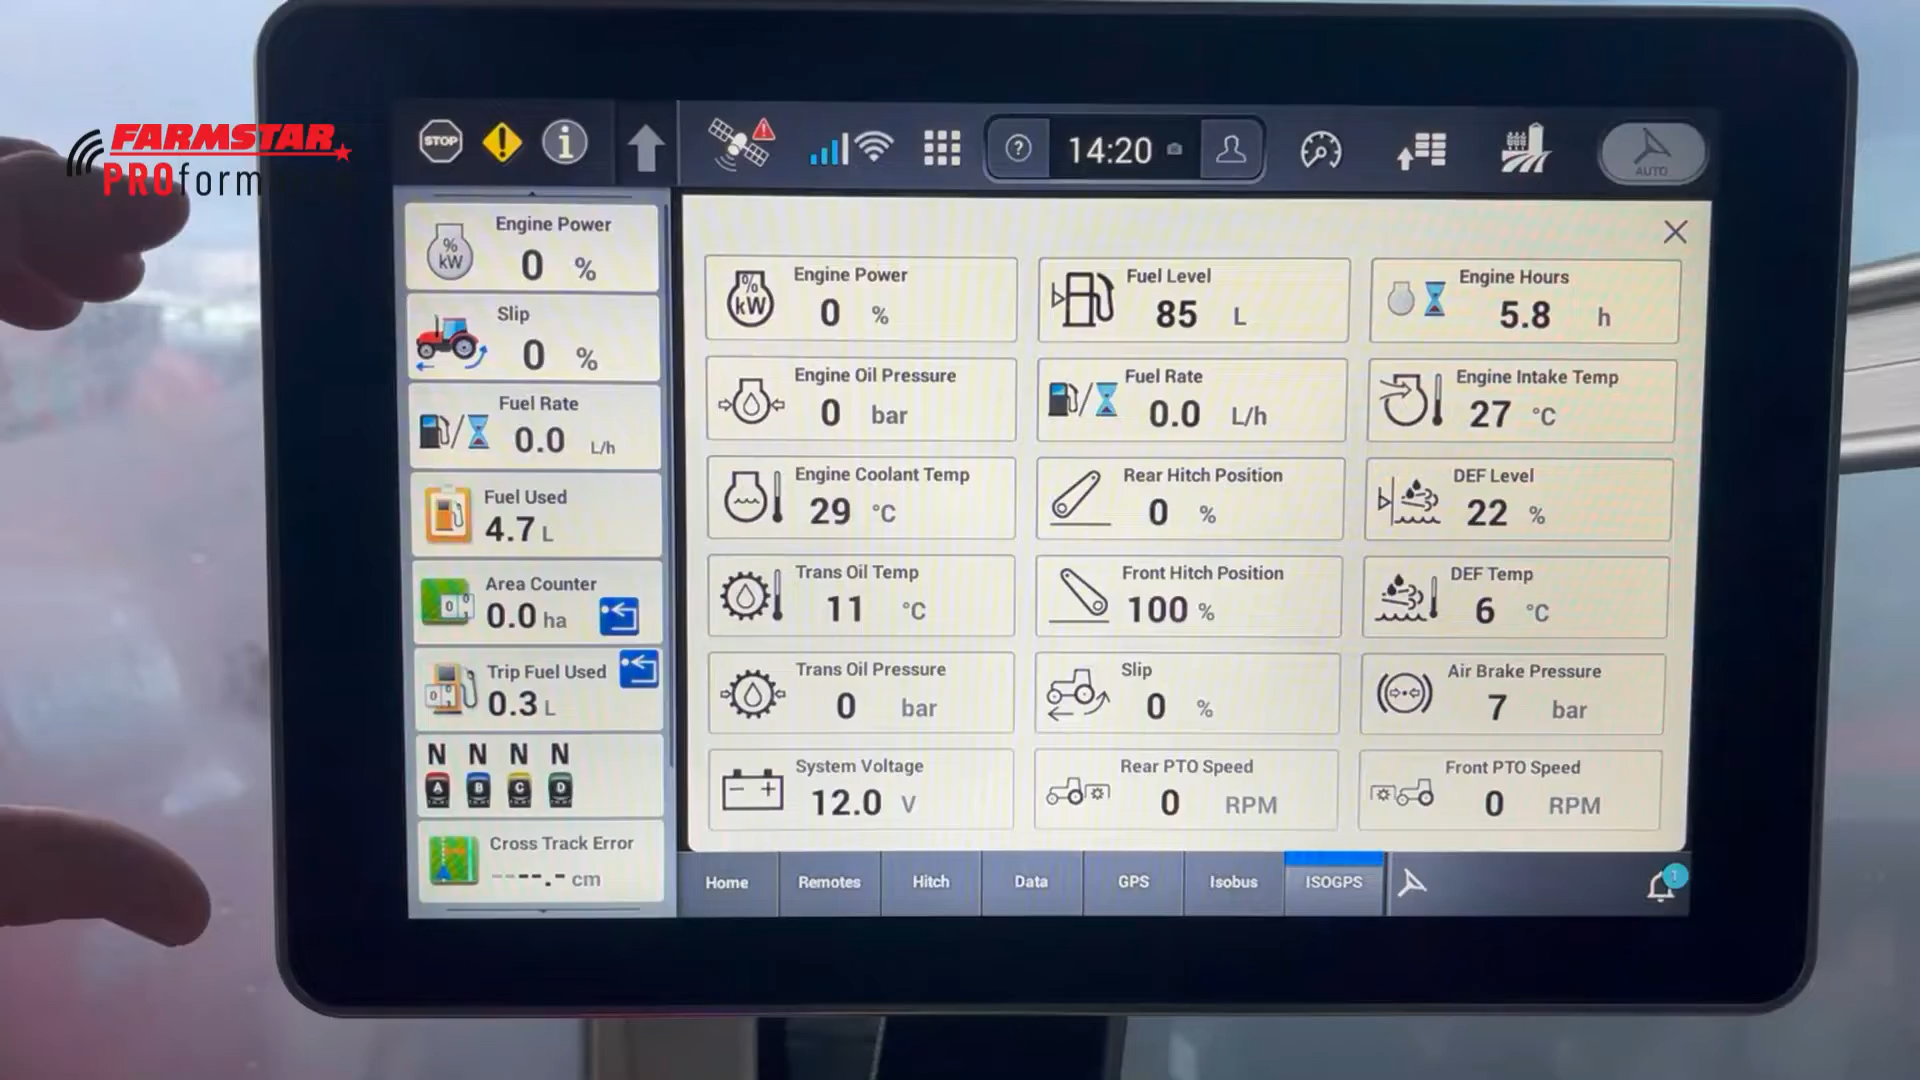 FARMSTAR
PROform
STOP
14:20
AUTO
Engine Power
% kW
0 %
Slip
0 %
Fuel Rate
0.0 L/h
Fuel Used
4.7 L
Area Counter
0.0 ha
Trip Fuel Used
0.3 L
N N N N
A B C D
Cross Track Error
----.- cm
Engine Power
% kW
0 %
Fuel Level
85 L
Engine Hours
5.8 h
Engine Oil Pressure
0 bar
Fuel Rate
0.0 L/h
Engine Intake Temp
27 °C
Engine Coolant Temp
29 °C
Rear Hitch Position
0 %
DEF Level
22 %
Trans Oil Temp
11 °C
Front Hitch Position
100 %
DEF Temp
6 °C
Trans Oil Pressure
0 bar
Slip
0 %
Air Brake Pressure
7 bar
System Voltage
12.0 V
Rear PTO Speed
0 RPM
Front PTO Speed
0 RPM
Home Remotes Hitch Data GPS Isobus ISOGPS
1